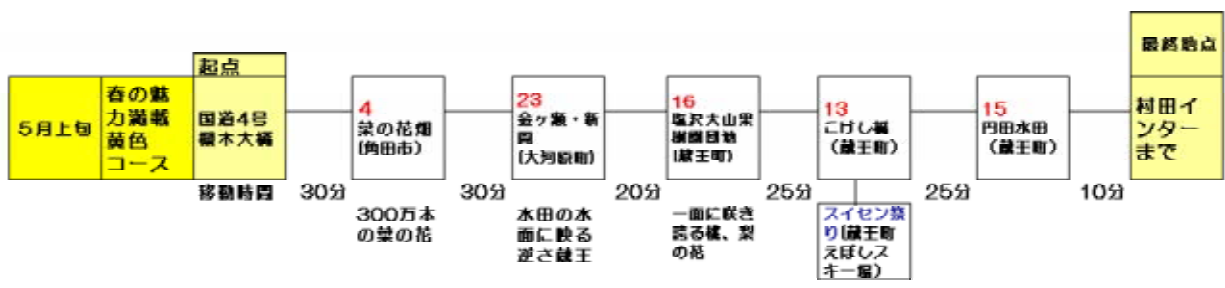 最終地点
起点
5月上旬
春の魅
力満載
黄色
コース
国道4号
槻木大橋
4
菜の花畑
(角田市)
23
金ヶ瀬・新
開
(大河原町)
16
塩沢大山果
樹園団地
(蔵王町)
13
こけし橋
(蔵王町)
15
円田水田
(蔵王町)
村田イ
ンター
まで
移動時間
30分
30分
20分
25分
25分
10分
300万本
の菜の花
水田の水
面に映る
逆さ蔵王
一面に咲き
誇る桃、梨
の花
スイセン祭
り(蔵王町
えぼしス
キー場)